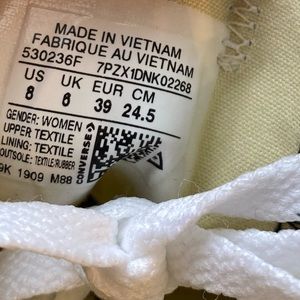 MADE IN VIETNAM
FABRIQUE AU VIETNAM
530236F 7PZX1DNK02268
US UK EUR CM
8 6 39 24.5
GENDER: WOMEN
UPPER: TEXTILE
LINING: TEXTILE
OUTSOLE: TEXTILE/RUBBER
9K 1909 M88
CONVERSE